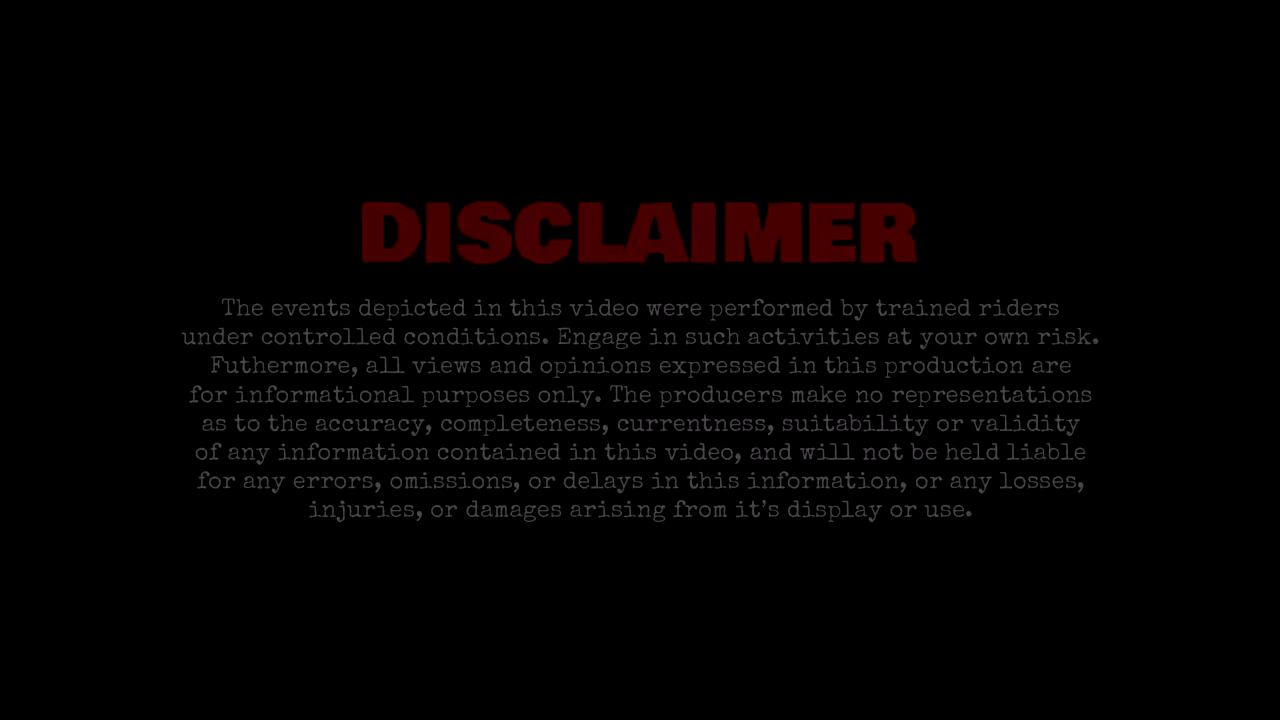 DISCLAIMER
The events depicted in this video were performed by trained riders
under controlled conditions. Engage in such activities at your own risk.
Futhermore, all views and opinions expressed in this production are
for informational purposes only. The producers make no representations
as to the accuracy, completeness, currentness, suitability or validity
of any information contained in this video, and will not be held liable
for any errors, omissions, or delays in this information, or any losses,
injuries, or damages arising from it’s display or use.